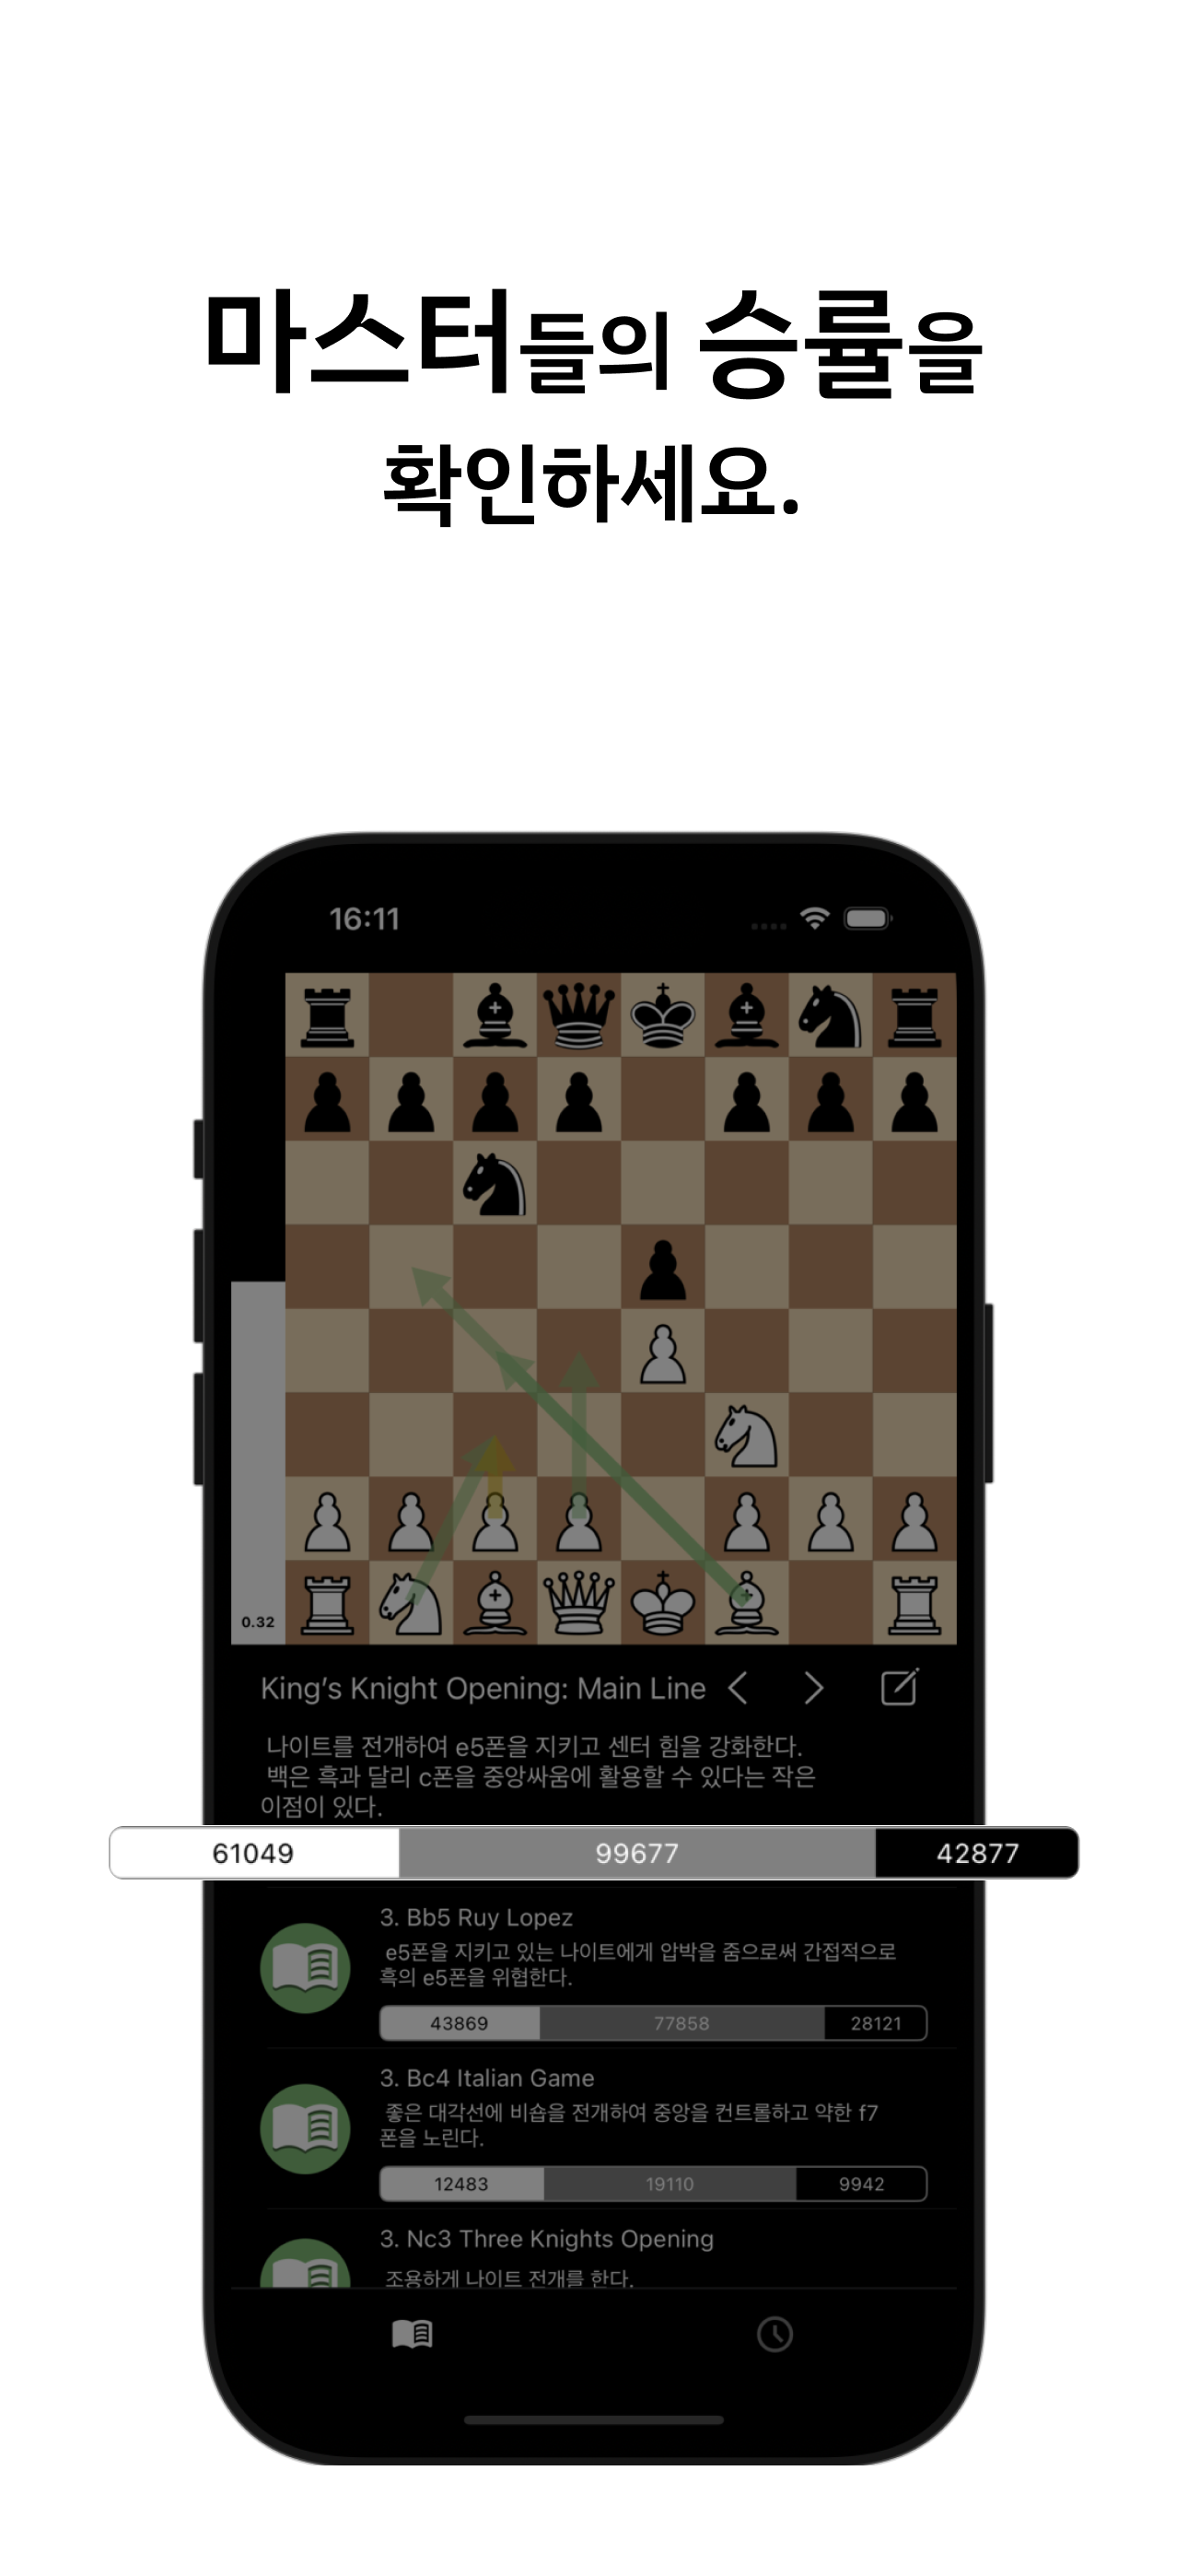 마스터들의 승률을
확인하세요.
16:11
0.32
King’s Knight Opening: Main Line
나이트를 전개하여 e5폰을 지키고 센터 힘을 강화한다.
백은 흑과 달리 c폰을 중앙싸움에 활용할 수 있다는 작은
이점이 있다.
61049 99677 42877
3. Bb5 Ruy Lopez
e5폰을 지키고 있는 나이트에게 압박을 줌으로써 간접적으로
흑의 e5폰을 위협한다.
43869 77858 28121
3. Bc4 Italian Game
좋은 대각선에 비숍을 전개하여 중앙을 컨트롤하고 약한 f7
폰을 노린다.
12483 19110 9942
3. Nc3 Three Knights Opening
조용하게 나이트 전개를 한다.